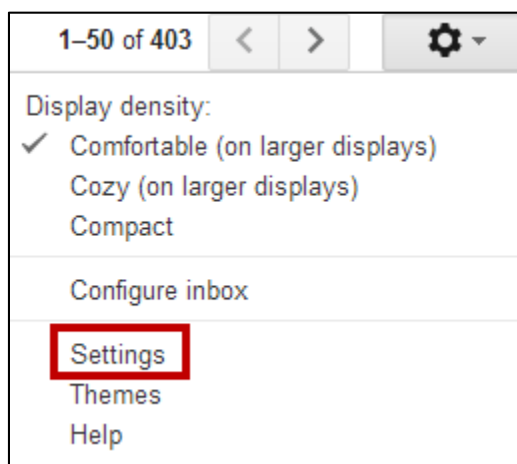 1–50 of 403
Display density:
Comfortable (on larger displays)
Cozy (on larger displays)
Compact
Configure inbox
Settings
Themes
Help